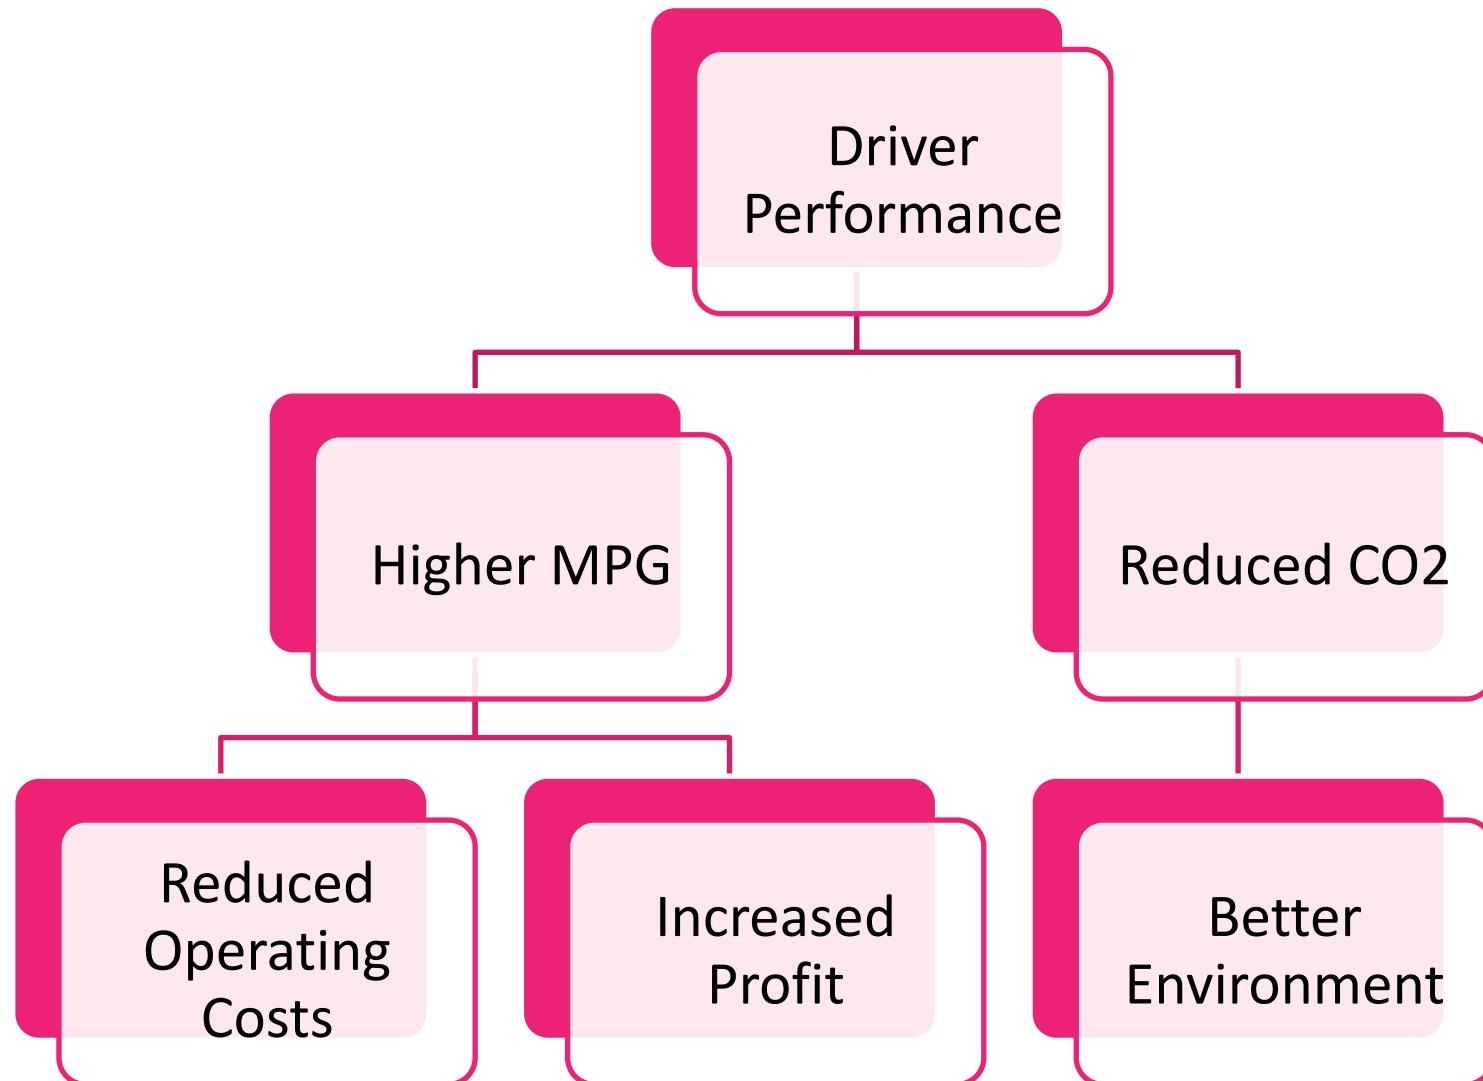 Driver
Performance
Higher MPG
Reduced CO2
Reduced
Operating
Costs
Increased
Profit
Better
Environment